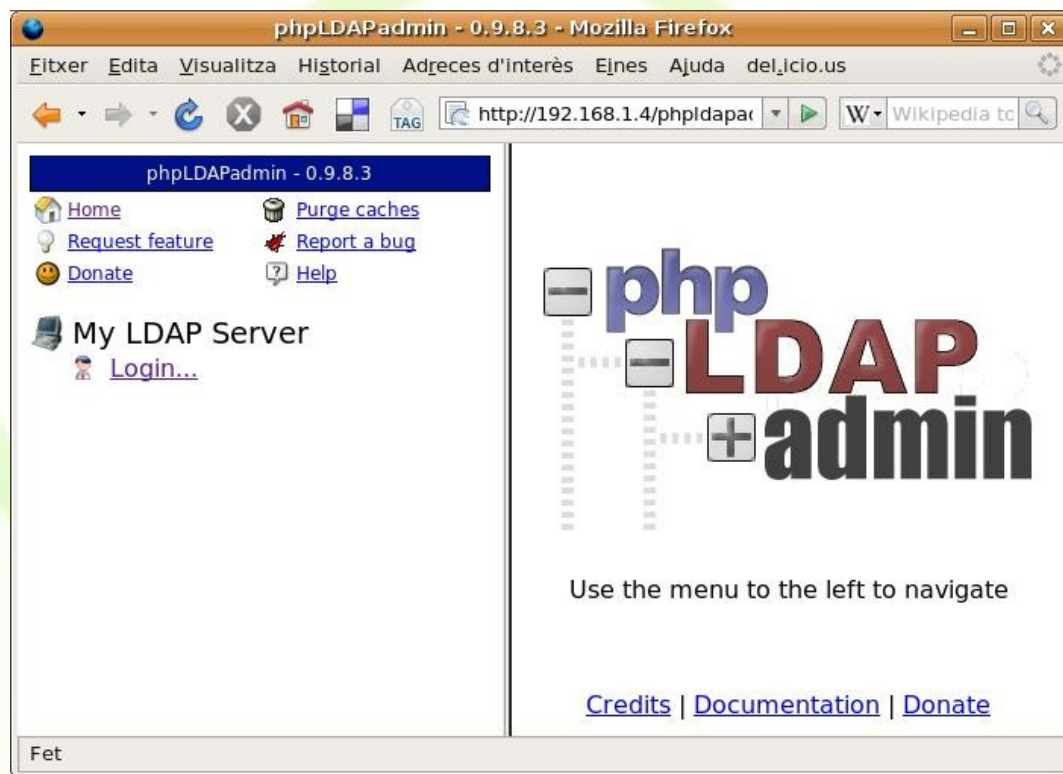 phpLDAPadmin - 0.9.8.3 - Mozilla Firefox
Fitxer Edita Visualitza Historial Adreces d'interès Eines Ajuda del.icio.us
TAG http://192.168.1.4/phpldapac W Wikipedia tc
phpLDAPadmin - 0.9.8.3
Home Purge caches
Request feature Report a bug
Donate Help
My LDAP Server
Login...
php
LDAP
admin
Use the menu to the left to navigate
Credits | Documentation | Donate
Fet